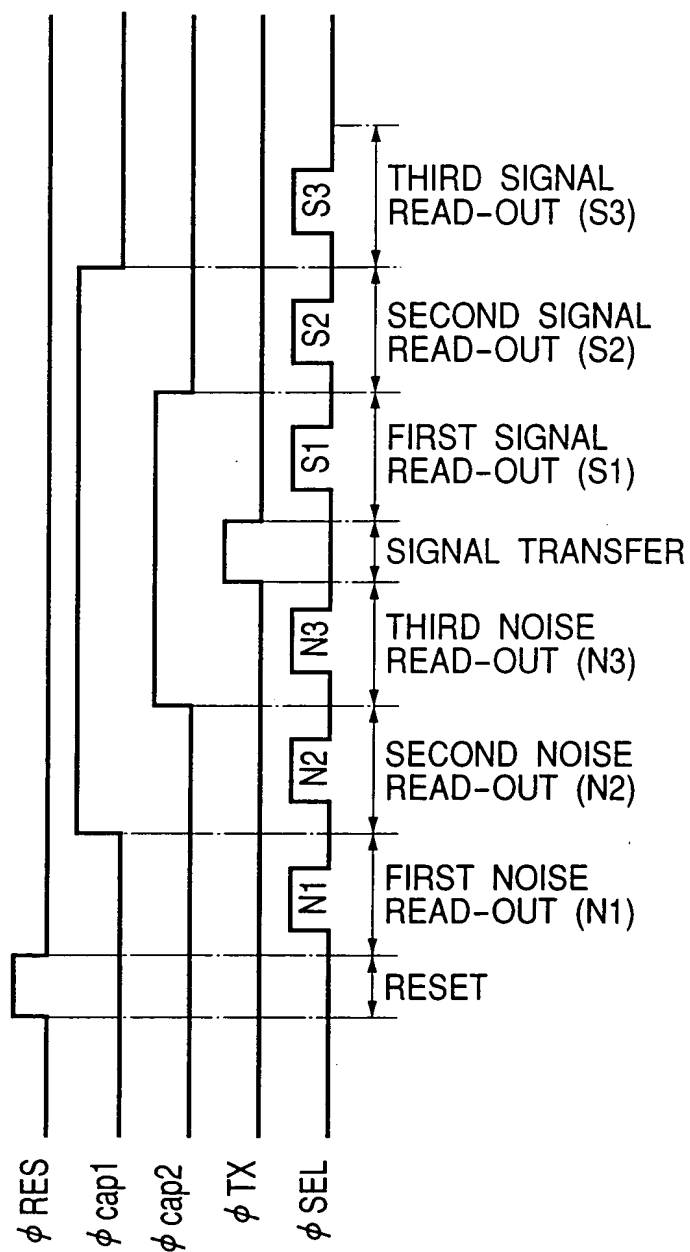 THIRD SIGNAL
READ-OUT (S3)
S3
SECOND SIGNAL
READ-OUT (S2)
S2
FIRST SIGNAL
READ-OUT (S1)
S1
SIGNAL TRANSFER
THIRD NOISE
READ-OUT (N3)
N3
SECOND NOISE
READ-OUT (N2)
N2
FIRST NOISE
READ-OUT (N1)
N1
RESET
ϕ RES
ϕ cap1
ϕ cap2
ϕ TX
ϕ SEL